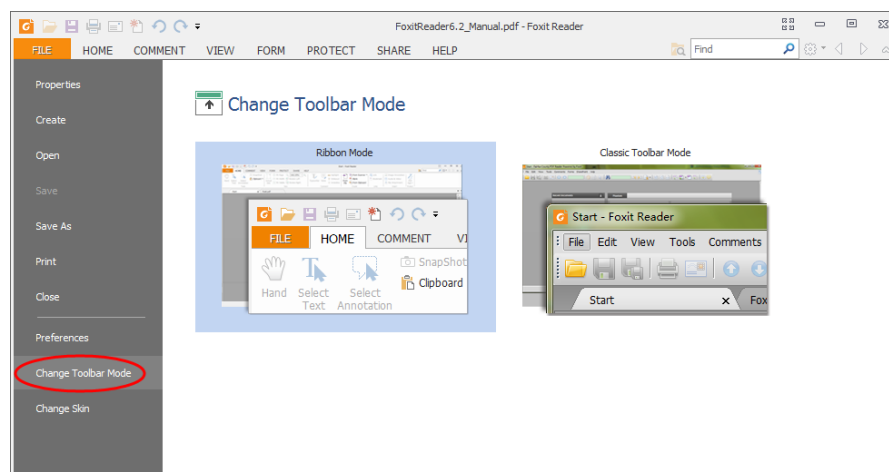 FoxitReader6.2_Manual.pdf - Foxit Reader
FILE HOME COMMENT VIEW FORM PROTECT SHARE HELP Find
Properties
Create
Open
Save
Save As
Print
Close
Preferences
Change Toolbar Mode
Change Skin
Change Toolbar Mode
Ribbon Mode
FILE HOME COMMENT VI
Hand Select Text Select Annotation SnapShot
Clipboard
Classic Toolbar Mode
Start - Foxit Reader
File Edit View Tools Comments
Start Fox